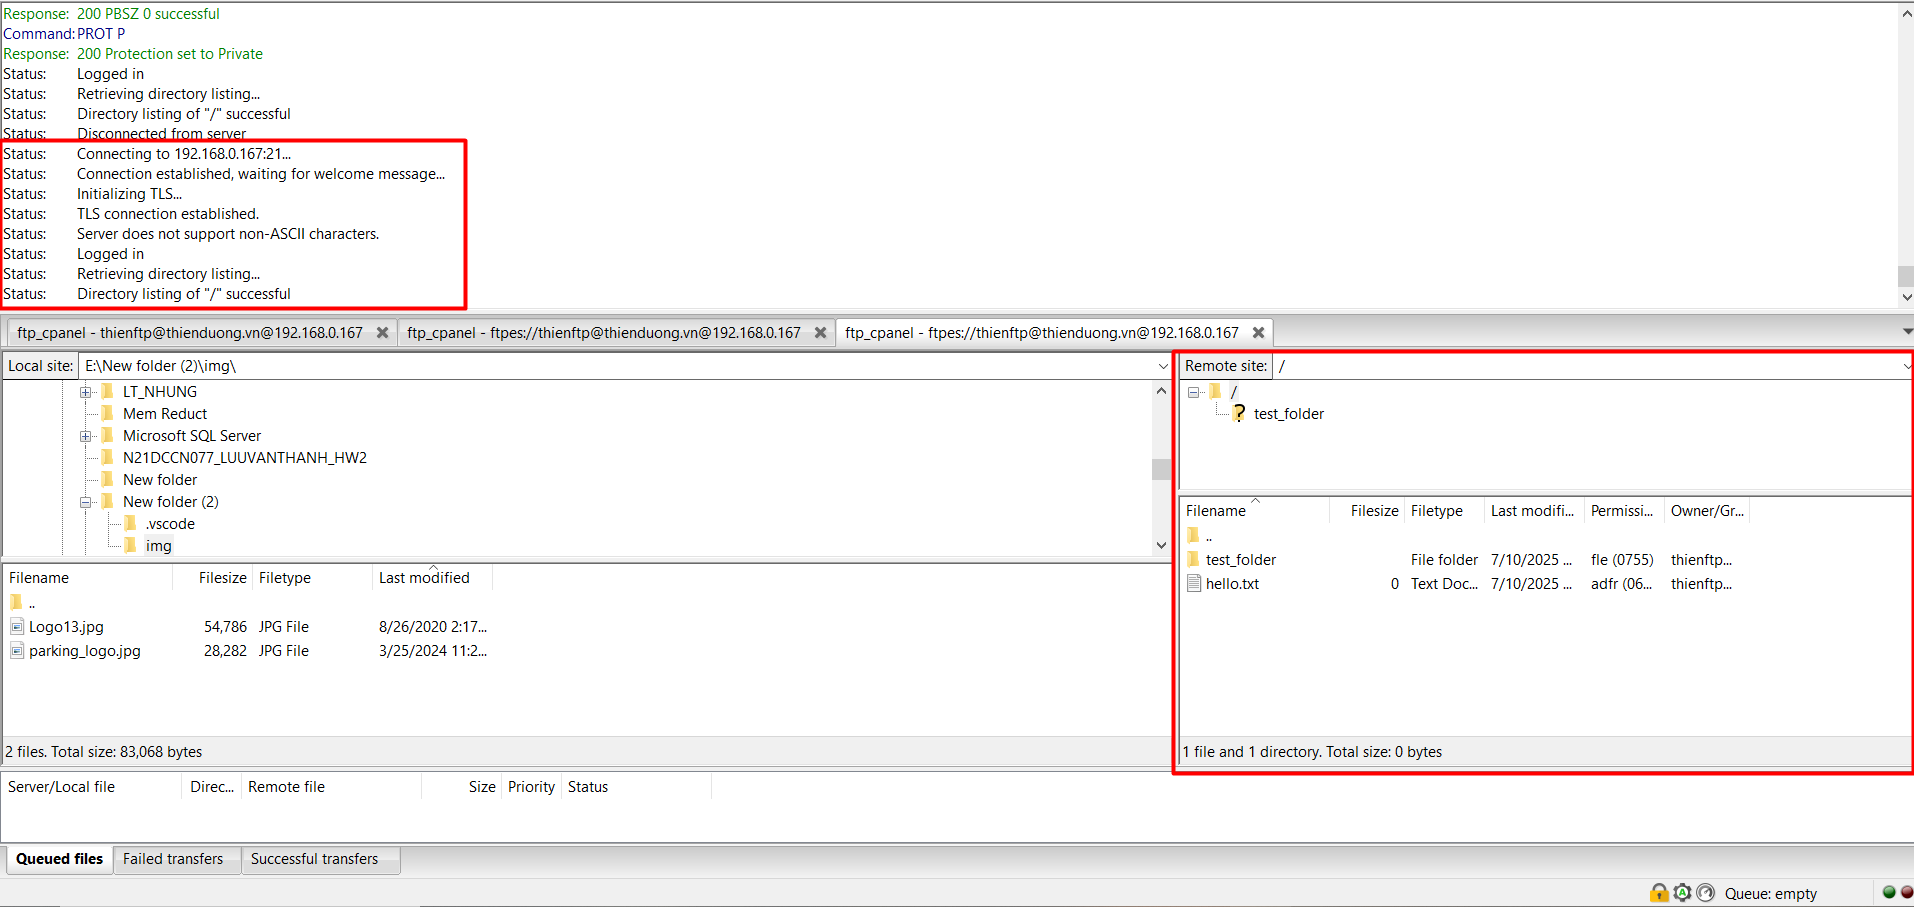 Response: 200 PBSZ 0 successful
Command: PROT P
Response: 200 Protection set to Private
Status: Logged in
Status: Retrieving directory listing...
Status: Directory listing of "/" successful
Status: Disconnected from server
Status: Connecting to 192.168.0.167:21...
Status: Connection established, waiting for welcome message...
Status: Initializing TLS...
Status: TLS connection established.
Status: Server does not support non-ASCII characters.
Status: Logged in
Status: Retrieving directory listing...
Status: Directory listing of "/" successful
ftp_cpanel - thienftp@thienduong.vn@192.168.0.167 ftp_cpanel - ftpes://thienftp@thienduong.vn@192.168.0.167 ftp_cpanel - ftpes://thienftp@thienduong.vn@192.168.0.167
Local site: E:\New folder (2)\img\
LT_NHUNG
Mem Reduct
Microsoft SQL Server
N21DCCN077_LUUVANTHANH_HW2
New folder
New folder (2)
.vscode
img
Filename Filesize Filetype Last modified
..
Logo13.jpg 54,786 JPG File 8/26/2020 2:17...
parking_logo.jpg 28,282 JPG File 3/25/2024 11:2...
2 files. Total size: 83,068 bytes
Remote site: /
/
test_folder
Filename Filesize Filetype Last modifi... Permissi... Owner/Gr...
..
test_folder File folder 7/10/2025 ... fle (0755) thienftp...
hello.txt 0 Text Doc... 7/10/2025 ... adfr (06... thienftp...
1 file and 1 directory. Total size: 0 bytes
Server/Local file Direc... Remote file Size Priority Status
Queued files Failed transfers Successful transfers
Queue: empty